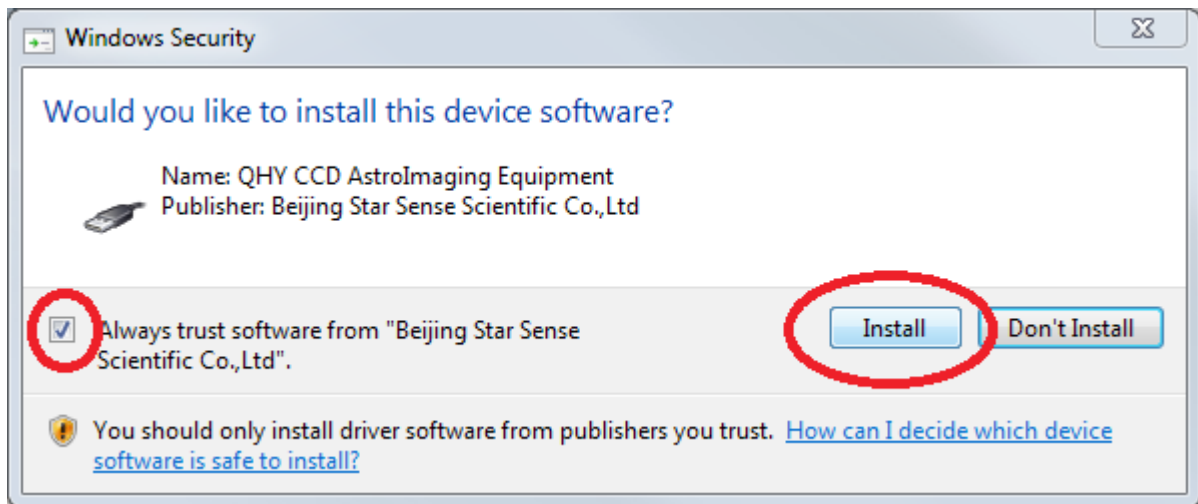 Windows Security
Would you like to install this device software?
Name: QHY CCD AstroImaging Equipment
Publisher: Beijing Star Sense Scientific Co.,Ltd
Always trust software from "Beijing Star Sense
Scientific Co.,Ltd".
Install
Don't Install
You should only install driver software from publishers you trust. How can I decide which device
software is safe to install?